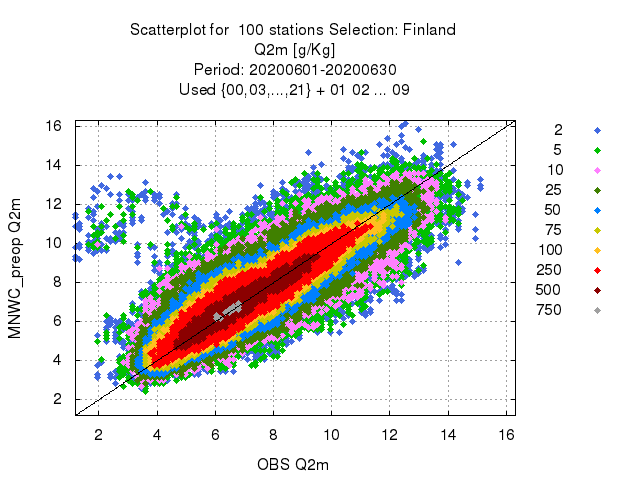 Scatterplot for  100 stations Selection: Finland
Q2m [g/Kg]
Period: 20200601-20200630
Used {00,03,...,21} + 01 02 ... 09
MNWC_preop Q2m
16
14
12
10
8
6
4
2
2 4 6 8 10 12 14 16
OBS Q2m
2
5
10
25
50
75
100
250
500
750